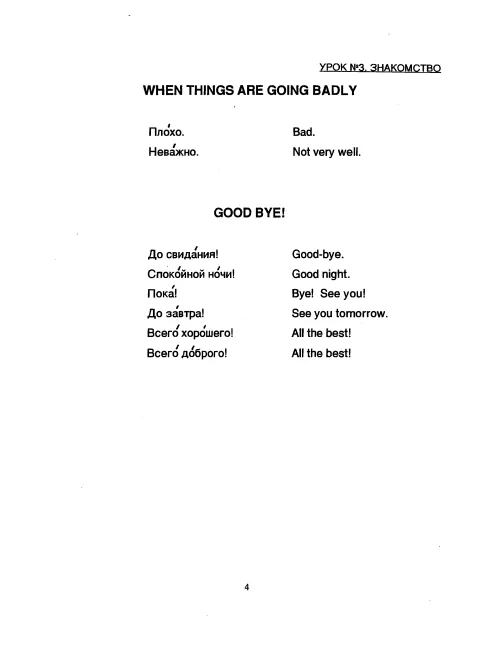 УРОК №3. ЗНАКОМСТВО
WHEN THINGS ARE GOING BADLY
Пло́хо. Bad.
Нева́жно. Not very well.
GOOD BYE!
До свида́ния! Good-bye.
Споко́йной но́чи! Good night.
Пока́! Bye! See you!
До за́втра! See you tomorrow.
Всего́ хоро́шего! All the best!
Всего́ до́брого! All the best!
4